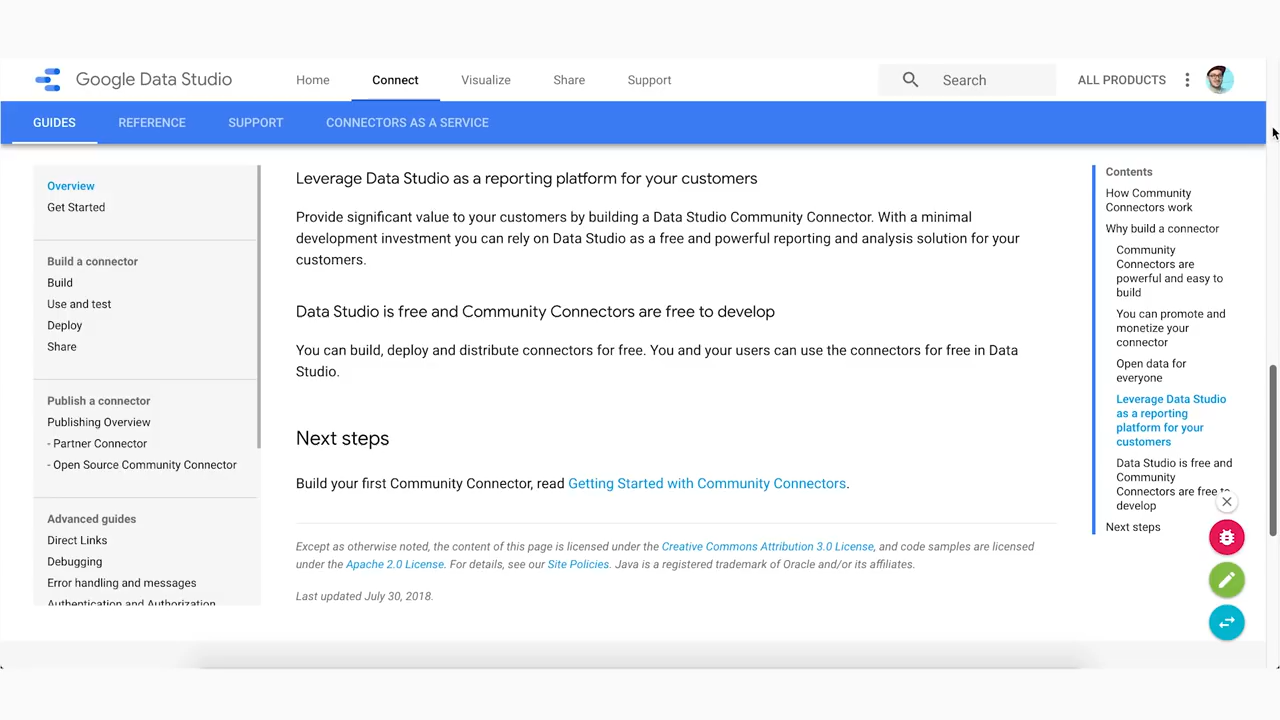 Google Data Studio
Home
Connect
Visualize
Share
Support
Search
ALL PRODUCTS
GUIDES
REFERENCE
SUPPORT
CONNECTORS AS A SERVICE
Overview
Get Started
Build a connector
Build
Use and test
Deploy
Share
Publish a connector
Publishing Overview
- Partner Connector
- Open Source Community Connector
Advanced guides
Direct Links
Debugging
Error handling and messages
Authentication and Authorization
Leverage Data Studio as a reporting platform for your customers
Provide significant value to your customers by building a Data Studio Community Connector. With a minimal
development investment you can rely on Data Studio as a free and powerful reporting and analysis solution for your
customers.
Data Studio is free and Community Connectors are free to develop
You can build, deploy and distribute connectors for free. You and your users can use the connectors for free in Data
Studio.
Next steps
Build your first Community Connector, read Getting Started with Community Connectors.
Except as otherwise noted, the content of this page is licensed under the Creative Commons Attribution 3.0 License, and code samples are licensed
under the Apache 2.0 License. For details, see our Site Policies. Java is a registered trademark of Oracle and/or its affiliates.
Last updated July 30, 2018.
Contents
How Community
Connectors work
Why build a connector
Community
Connectors are
powerful and easy to
build
You can promote and
monetize your
connector
Open data for
everyone
Leverage Data Studio
as a reporting
platform for your
customers
Data Studio is free and
Community
Connectors are free to
develop
Next steps